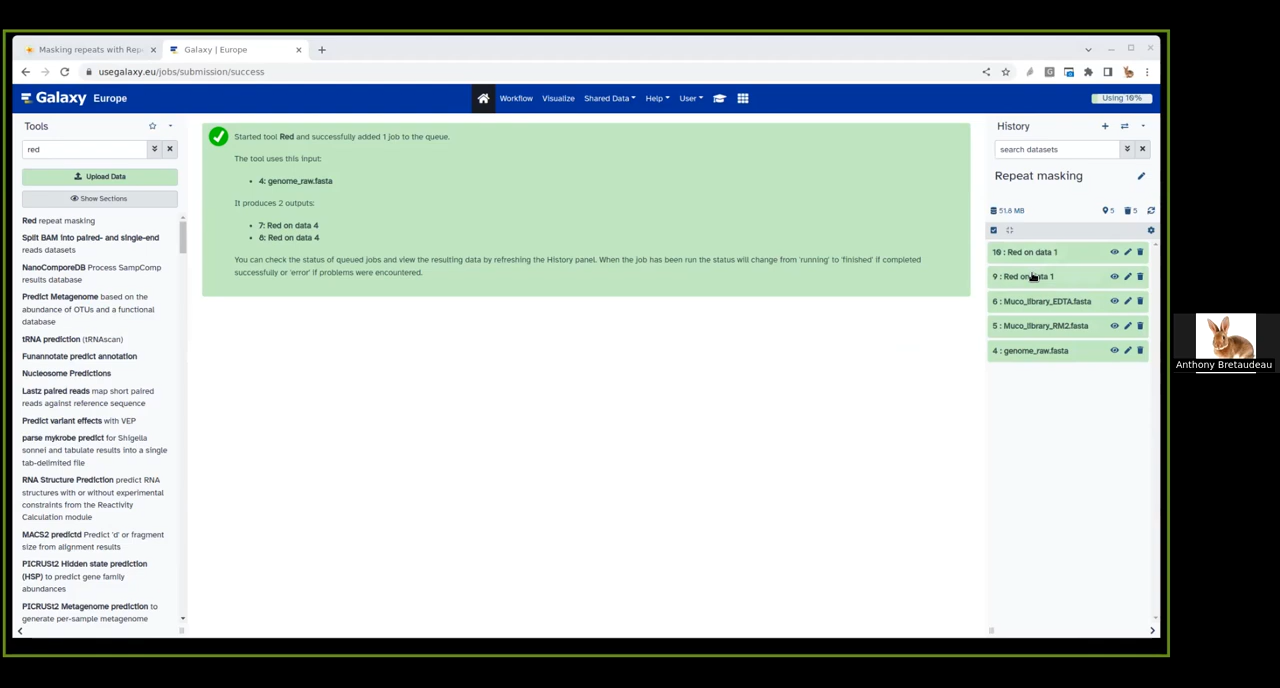 Masking repeats with Repe
Galaxy | Europe
usegalaxy.eu/jobs/submission/success
Galaxy Europe
Workflow Visualize Shared Data Help User
Using 10%
Tools
red
Upload Data
Show Sections
Red repeat masking
Split BAM into paired- and single-end
reads datasets
NanoComporeDB Process SampComp
results database
Predict Metagenome based on the
abundance of OTUs and a functional
database
tRNA prediction (tRNAscan)
Funannotate predict annotation
Nucleosome Predictions
Lastz paired reads map short paired
reads against reference sequence
Predict variant effects with VEP
parse mykrobe predict for Shigella
sonnei and tabulate results into a single
tab-delimited file
RNA Structure Prediction predict RNA
structures with or without experimental
constraints from the Reactivity
Calculation module
MACS2 predictd Predict 'd' or fragment
size from alignment results
PICRUSt2 Hidden state prediction
(HSP) to predict gene family
abundances
PICRUSt2 Metagenome prediction to
generate per-sample metagenome
Started tool Red and successfully added 1 job to the queue.
The tool uses this input:
• 4: genome_raw.fasta
It produces 2 outputs:
• 7: Red on data 4
• 8: Red on data 4
You can check the status of queued jobs and view the resulting data by refreshing the History panel. When the job has been run the status will change from 'running' to 'finished' if completed
successfully or 'error' if problems were encountered.
History
search datasets
Repeat masking
51.6 MB
5 5
10 : Red on data 1
9 : Red on data 1
6 : Muco_library_EDTA.fasta
5 : Muco_library_RM2.fasta
4 : genome_raw.fasta
Anthony Bretaudeau